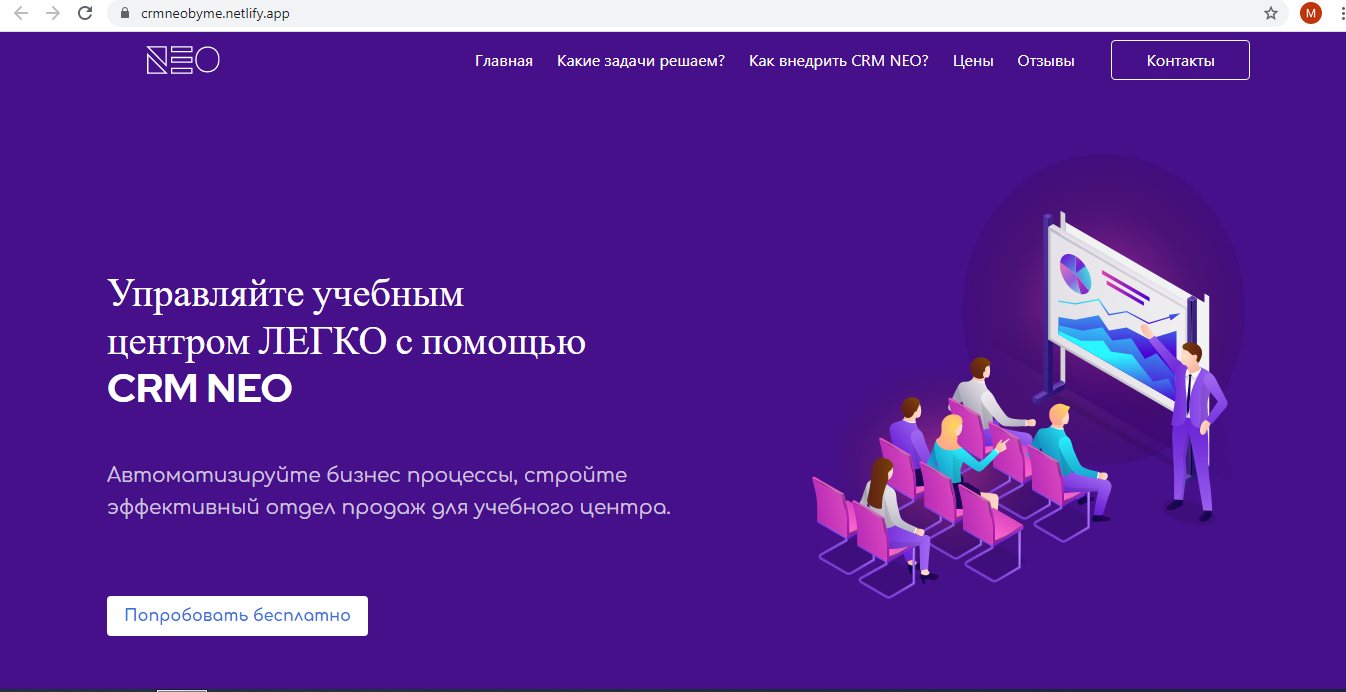 crmneobyme.netlify.app
M
NEO
Главная Какие задачи решаем? Как внедрить CRM NEO? Цены Отзывы Контакты
Управляйте учебным
центром ЛЕГКО с помощью
CRM NEO
Автоматизируйте бизнес процессы, стройте
эффективный отдел продаж для учебного центра.
Попробовать бесплатно